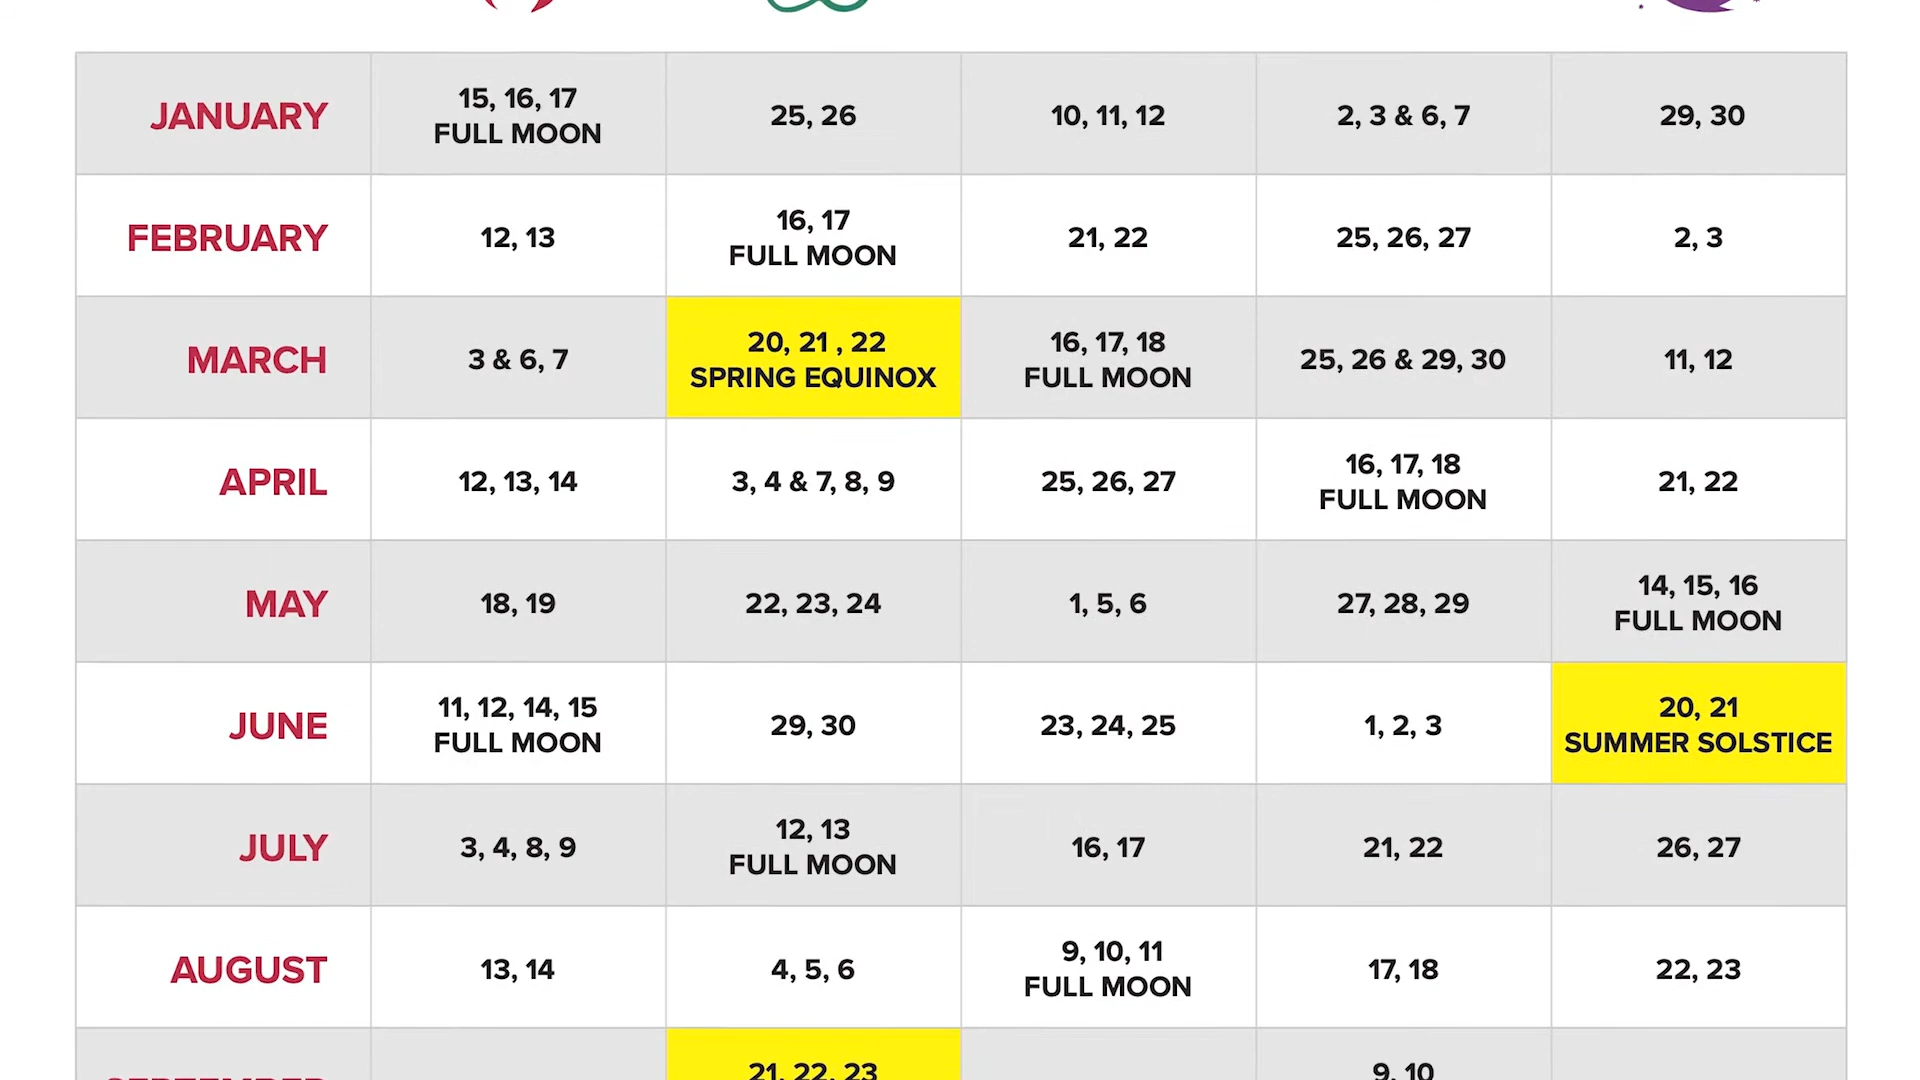 JANUARY
15, 16, 17
FULL MOON
25, 26
10, 11, 12
2, 3 & 6, 7
29, 30
FEBRUARY
12, 13
16, 17
FULL MOON
21, 22
25, 26, 27
2, 3
MARCH
3 & 6, 7
20, 21 , 22
SPRING EQUINOX
16, 17, 18
FULL MOON
25, 26 & 29, 30
11, 12
APRIL
12, 13, 14
3, 4 & 7, 8, 9
25, 26, 27
16, 17, 18
FULL MOON
21, 22
MAY
18, 19
22, 23, 24
1, 5, 6
27, 28, 29
14, 15, 16
FULL MOON
JUNE
11, 12, 14, 15
FULL MOON
29, 30
23, 24, 25
1, 2, 3
20, 21
SUMMER SOLSTICE
JULY
3, 4, 8, 9
12, 13
FULL MOON
16, 17
21, 22
26, 27
AUGUST
13, 14
4, 5, 6
9, 10, 11
FULL MOON
17, 18
22, 23
21, 22, 23
9, 10